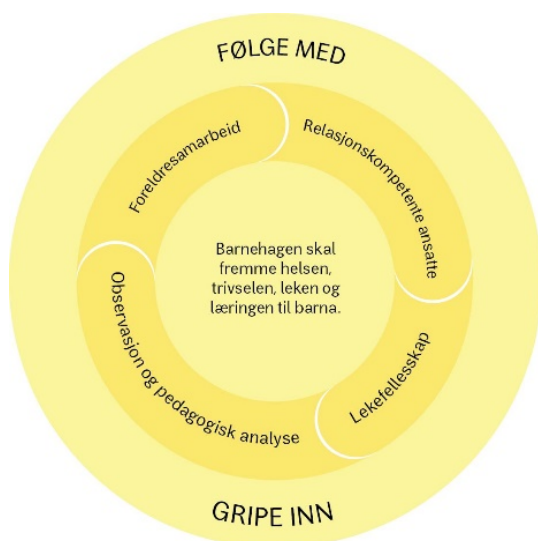 FØLGE MED
Foreldresamarbeid
Relasjonskompetente ansatte
Barnehagen skal
fremme helsen,
trivselen, leken og
læringen til barna.
Observasjon og pedagogisk analyse
Lekefellesskap
GRIPE INN